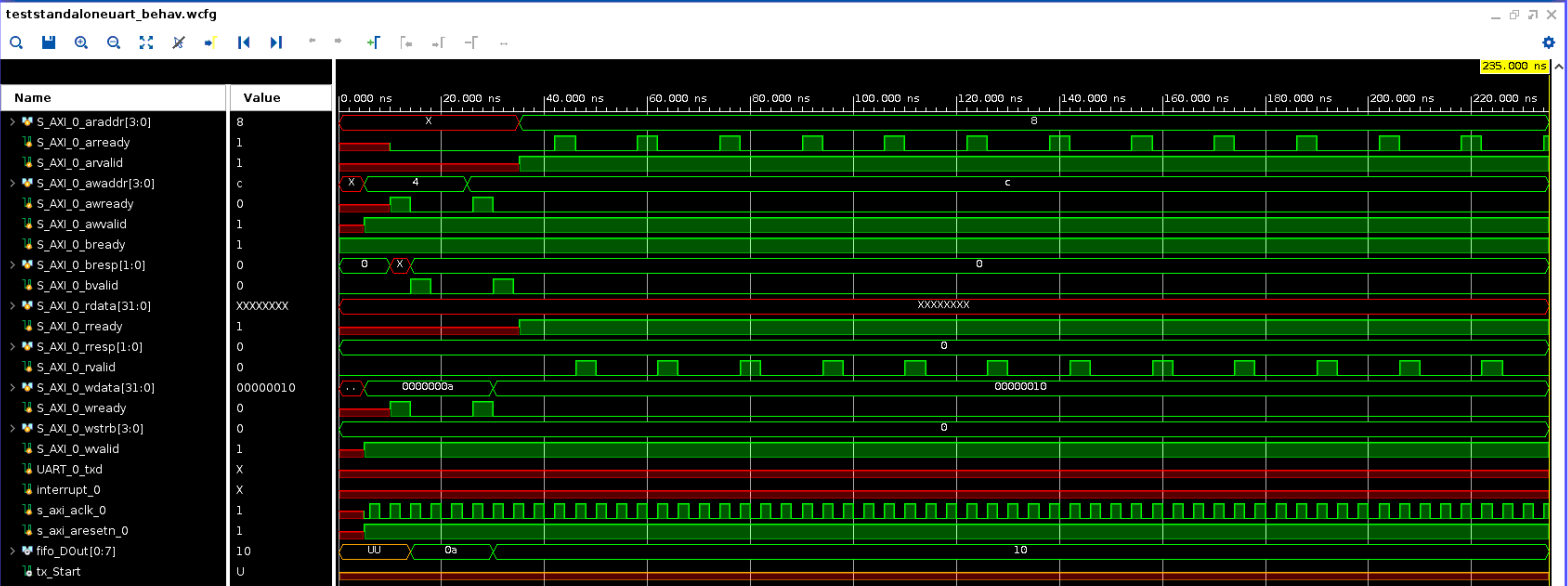 teststandaloneuart_behav.wcfg
235.000 ns
Name Value 0.000 ns 20.000 ns 40.000 ns 60.000 ns 80.000 ns 100.000 ns 120.000 ns 140.000 ns 160.000 ns 180.000 ns 200.000 ns 220.000 ns
S_AXI_0_araddr[3:0] 8 X 8
S_AXI_0_arready 1
S_AXI_0_arvalid 1
S_AXI_0_awaddr[3:0] c X 4 c
S_AXI_0_awready 0
S_AXI_0_awvalid 1
S_AXI_0_bready 1
S_AXI_0_bresp[1:0] 0 0 X 0
S_AXI_0_bvalid 0
S_AXI_0_rdata[31:0] XXXXXXXX XXXXXXXX
S_AXI_0_rready 1
S_AXI_0_rresp[1:0] 0 0
S_AXI_0_rvalid 0
S_AXI_0_wdata[31:0] 00000010 .. 0000000a 00000010
S_AXI_0_wready 0
S_AXI_0_wstrb[3:0] 0 0
S_AXI_0_wvalid 1
UART_0_txd X
interrupt_0 X
s_axi_aclk_0 1
s_axi_aresetn_0 1
fifo_DOut[0:7] 10 UU 0a 10
tx_Start U